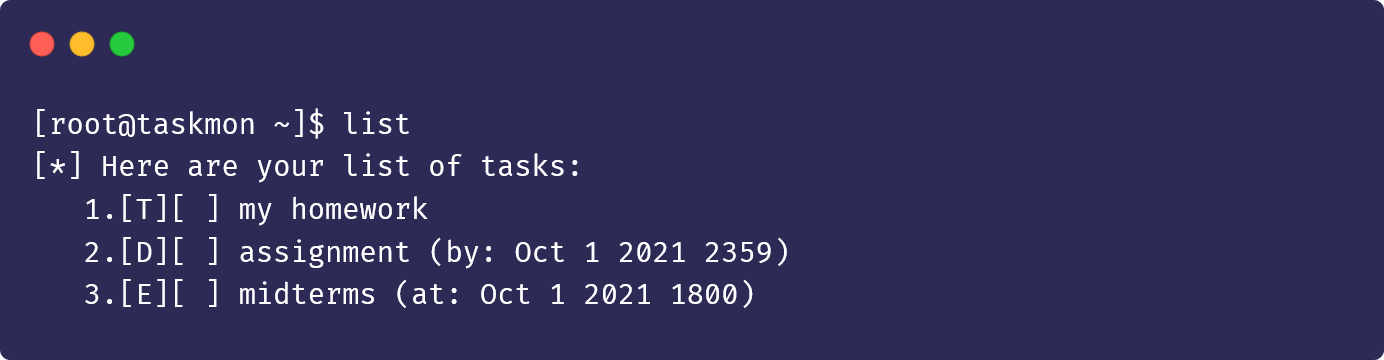 [root@taskmon ~]$ list
[*] Here are your list of tasks:
   1.[T][ ] my homework
   2.[D][ ] assignment (by: Oct 1 2021 2359)
   3.[E][ ] midterms (at: Oct 1 2021 1800)